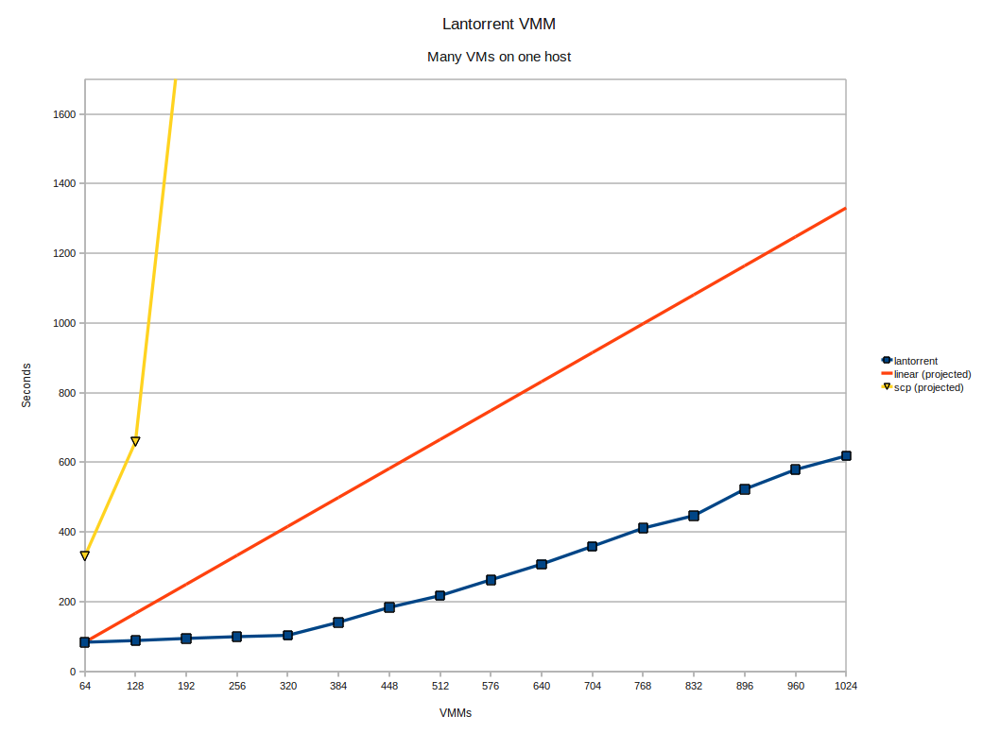 Lantorrent VMM
Many VMs on one host
1600
1400
1200
1000
800
600
400
200
0
Seconds
64 128 192 256 320 384 448 512 576 640 704 768 832 896 960 1024
VMMs
lantorrent
linear (projected)
scp (projected)